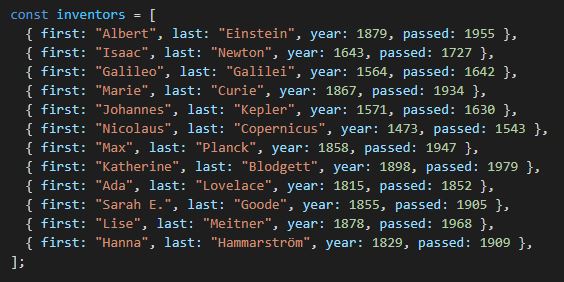 const inventors = [
{ first: "Albert", last: "Einstein", year: 1879, passed: 1955 },
{ first: "Isaac", last: "Newton", year: 1643, passed: 1727 },
{ first: "Galileo", last: "Galilei", year: 1564, passed: 1642 },
{ first: "Marie", last: "Curie", year: 1867, passed: 1934 },
{ first: "Johannes", last: "Kepler", year: 1571, passed: 1630 },
{ first: "Nicolaus", last: "Copernicus", year: 1473, passed: 1543 },
{ first: "Max", last: "Planck", year: 1858, passed: 1947 },
{ first: "Katherine", last: "Blodgett", year: 1898, passed: 1979 },
{ first: "Ada", last: "Lovelace", year: 1815, passed: 1852 },
{ first: "Sarah E.", last: "Goode", year: 1855, passed: 1905 },
{ first: "Lise", last: "Meitner", year: 1878, passed: 1968 },
{ first: "Hanna", last: "Hammarström", year: 1829, passed: 1909 },
];